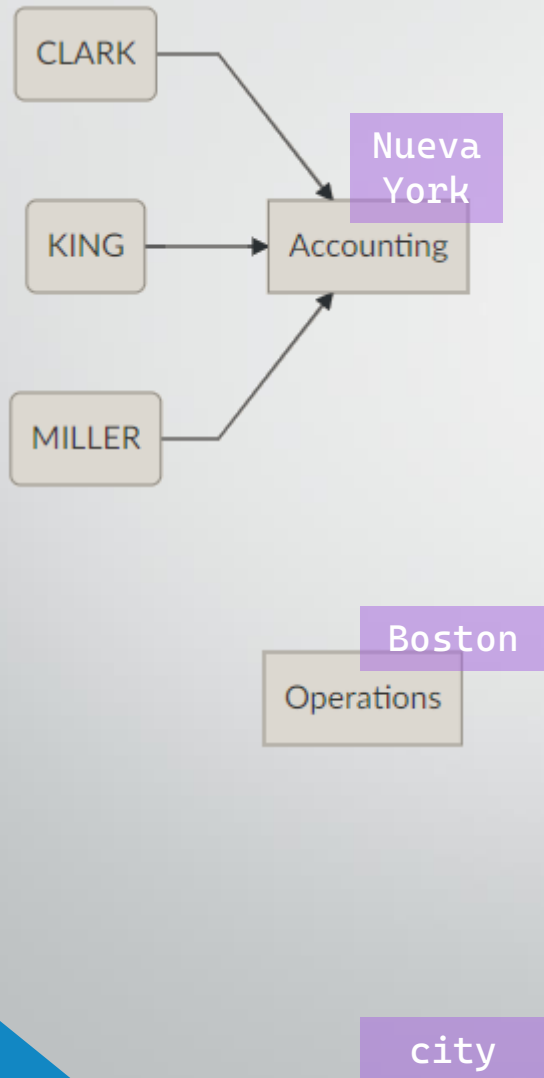 CLARK
Nueva
York
KING
Accounting
MILLER
Boston
Operations
city